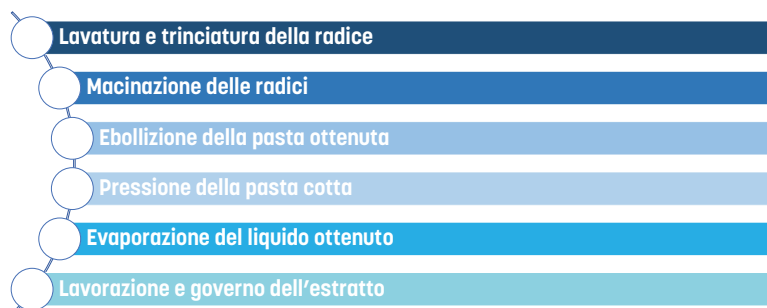 Lavatura e trinciatura della radice
Macinazione delle radici
Ebollizione della pasta ottenuta
Pressione della pasta cotta
Evaporazione del liquido ottenuto
Lavorazione e governo dell’estratto